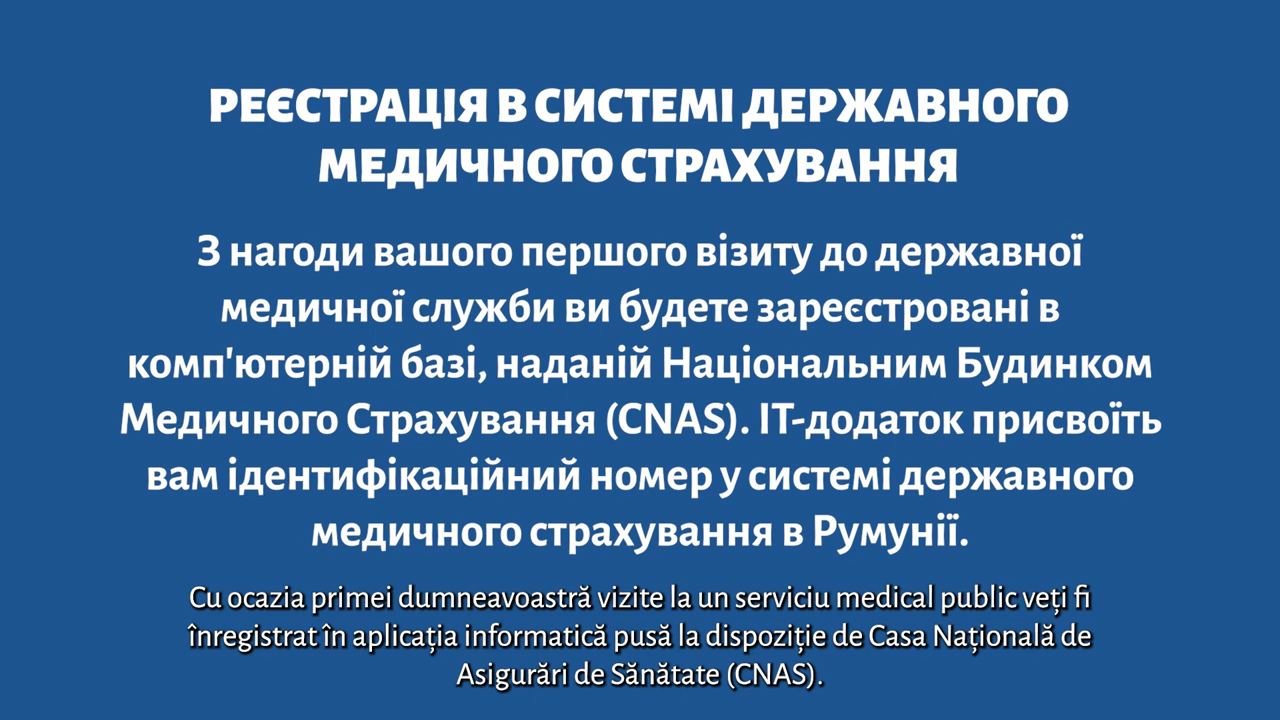 РЕЄСТРАЦІЯ В СИСТЕМІ ДЕРЖАВНОГО
МЕДИЧНОГО СТРАХУВАННЯ
З нагоди вашого першого візиту до державної
медичної служби ви будете зареєстровані в
комп'ютерній базі, наданій Національним Будинком
Медичного Страхування (CNAS). ІТ-додаток присвоїть
вам ідентифікаційний номер у системі державного
медичного страхування в Румунії.
Cu ocazia primei dumneavoastră vizite la un serviciu medical public veți fi
înregistrat în aplicația informatică pusă la dispoziție de Casa Națională de
Asigurări de Sănătate (CNAS).